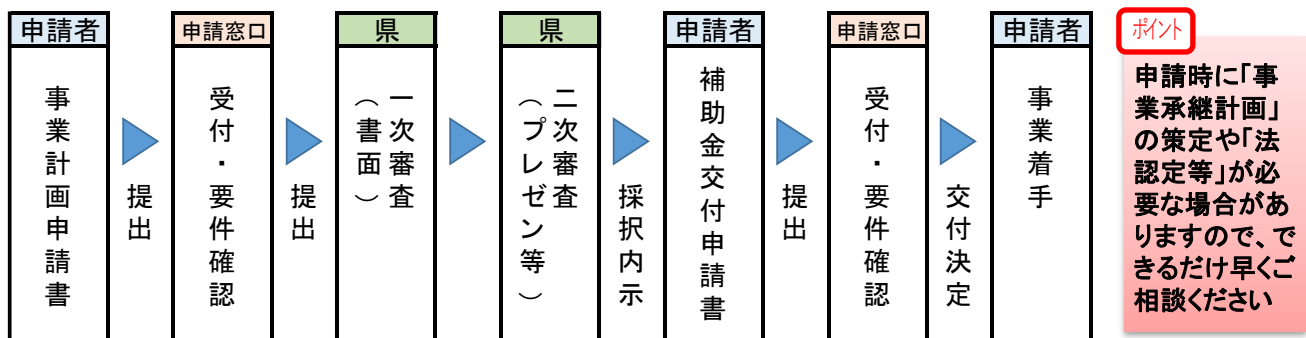 申請者
事業計画申請書
提出
申請窓口
受付・要件確認
提出
県
一次審査
（書面）
県
二次審査
（プレゼン等）
採択内示
申請者
補助金交付申請書
提出
申請窓口
受付・要件確認
交付決定
申請者
事業着手
ポイント
申請時に「事
業承継計画」
の策定や「法
認定等」が必
要な場合があ
りますので、で
きるだけ早くご
相談ください